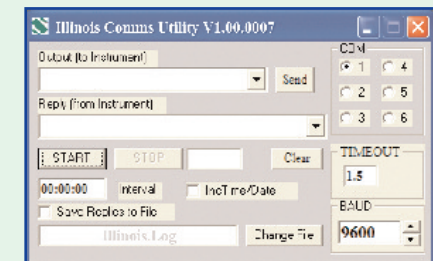 Illinois Comms Utility V1.00.0007
Output (to Instrument)
Send
Reply (from Instrument)
START
STOP
Clear
00:00:00
Interval
Inc Time/Date
Save Replies to File
Illinois.Log
Change File
COM
1
4
2
5
3
6
TIMEOUT
1.5
BAUD
9600